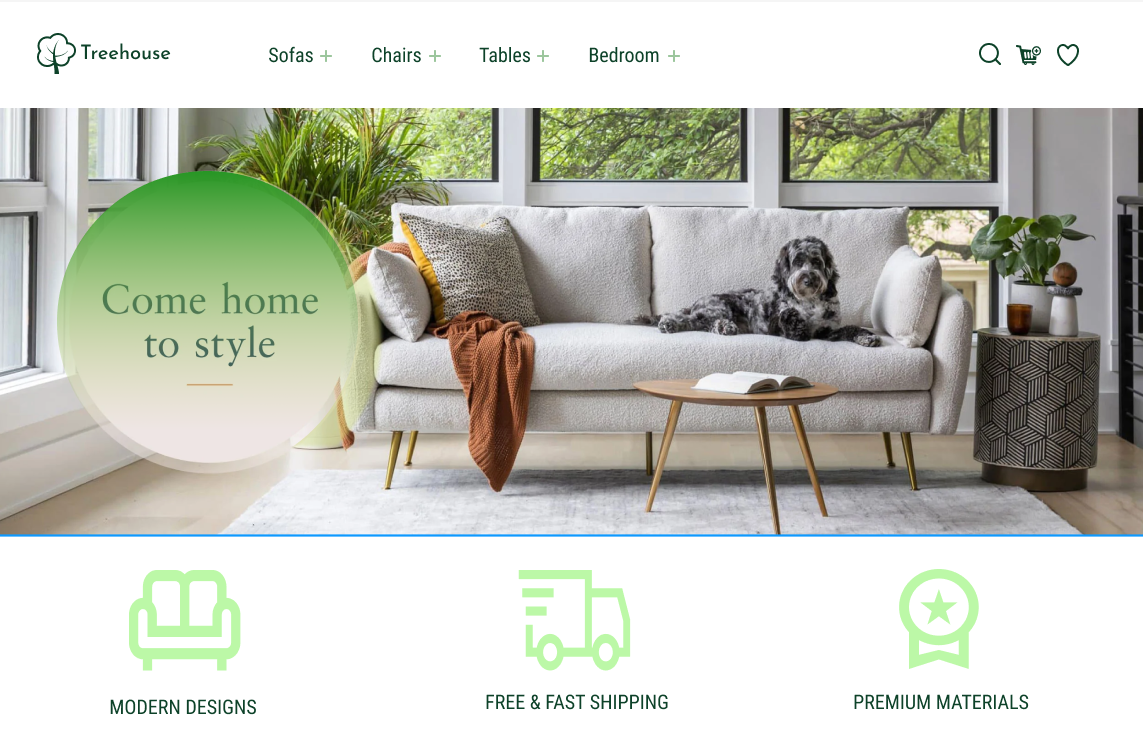 Treehouse
Sofas +
Chairs +
Tables +
Bedroom +
Come home
to style
MODERN DESIGNS
FREE & FAST SHIPPING
PREMIUM MATERIALS